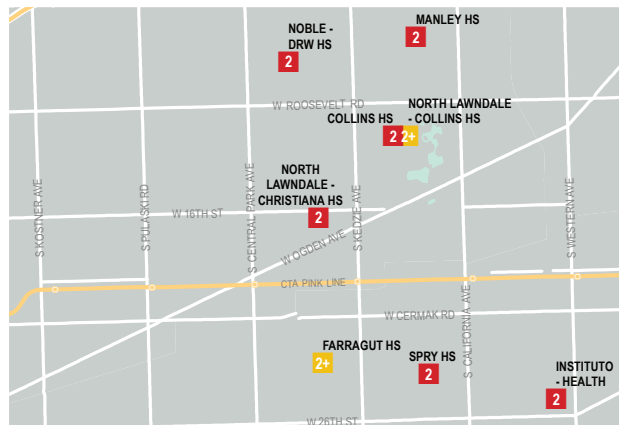 NOBLE -
DRW HS
2
MANLEY HS
2
W ROOSEVELT RD
NORTH LAWNDALE
- COLLINS HS
COLLINS HS
2
2+
NORTH
LAWNDALE -
CHRISTIANA HS
2
W 16TH ST
S KOSTNER AVE
S PULASKI RD
S CENTRAL PARK AVE
S KEDZIE AVE
W OGDEN AVE
S CALIFORNIA AVE
S WESTERN AVE
CTA PINK LINE
W CERMAK RD
FARRAGUT HS
2+
SPRY HS
2
INSTITUTO
- HEALTH
2
W 26TH ST